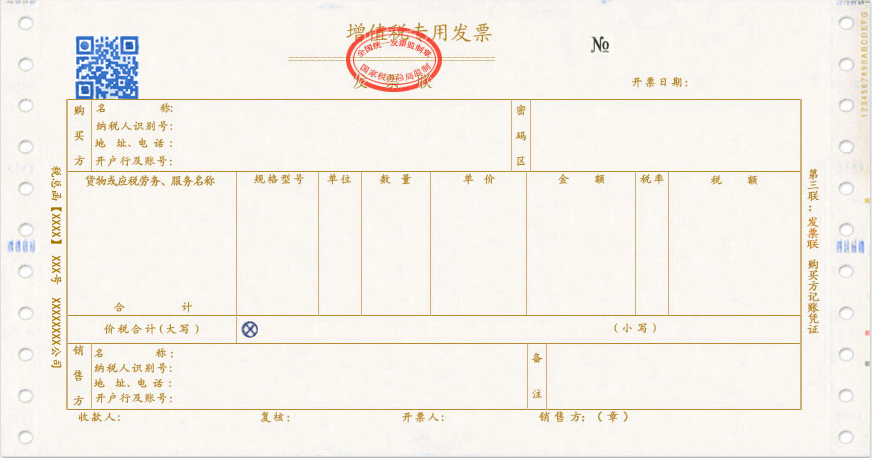 增值税专用发票
全国统一发票监制章
国家税务总局监制
发票联
№
开票日期：
购买方
名　　称：
纳税人识别号：
地 址、电 话：
开户行及账号：
密码区
货物或应税劳务、服务名称 规格型号 单位 数 量 单 价 金 额 税率 税 额
合 计
价税合计(大写) ⊗ (小写)
销售方
名　　称：
纳税人识别号：
地 址、电 话：
开户行及账号：
备注
收款人： 复核： 开票人： 销售方：（章）
税总函【XXXX】 XXX号 XXXXXXXXX公司
第三联：发票联 购买方记账凭证
1234567890ABCDEFG